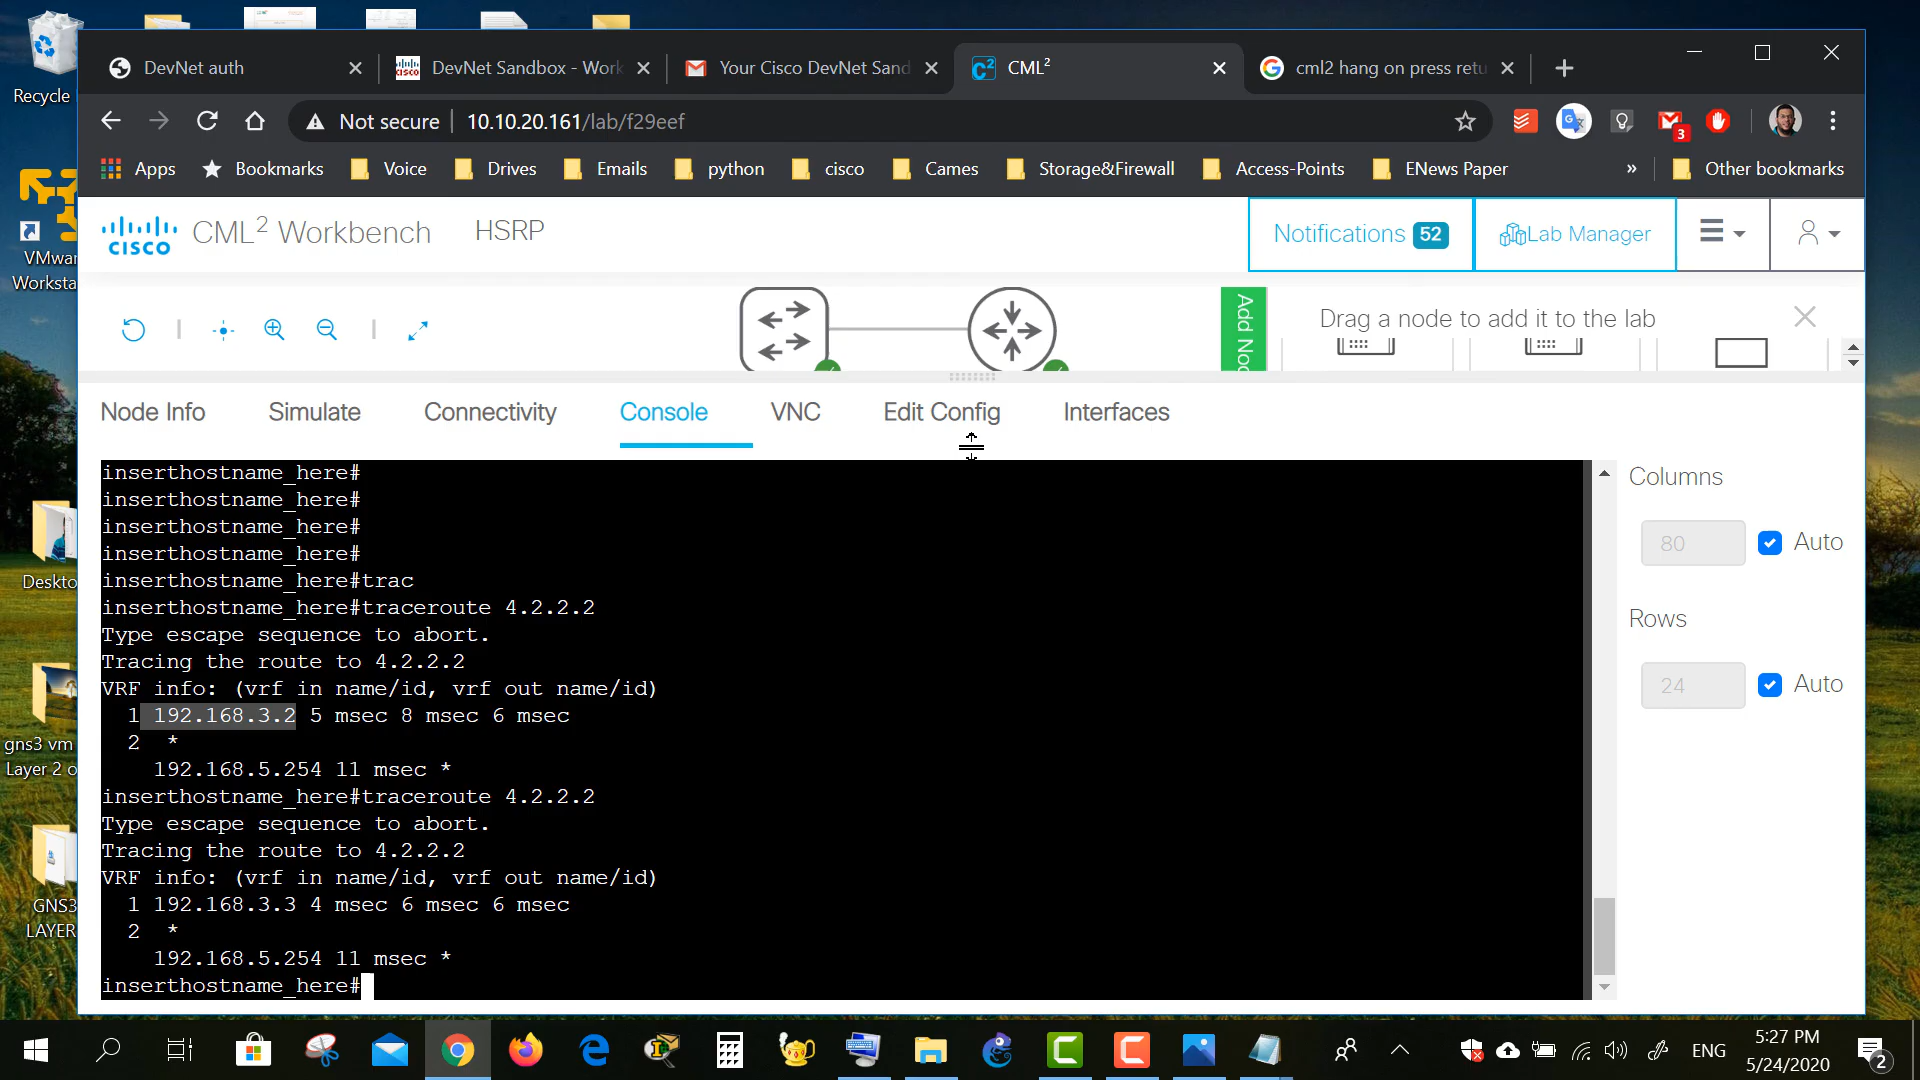 Recycle
VMwar
Worksta
Deskto
gns3 vm
Layer 2 o
GNS3
LAYER
DevNet auth
DevNet Sandbox - Work
Your Cisco DevNet Sand
CML²
cml2 hang on press retu
Not secure
10.10.20.161/lab/f29eef
3
Apps
Bookmarks
Voice
Drives
Emails
python
cisco
Cames
Storage&Firewall
Access-Points
ENews Paper
»
Other bookmarks
CISCO
CML² Workbench
HSRP
Notifications 52
Lab Manager
Add Noc
Drag a node to add it to the lab
Node Info
Simulate
Connectivity
Console
VNC
Edit Config
Interfaces
inserthostname_here#
inserthostname_here#
inserthostname_here#
inserthostname_here#
inserthostname_here#trac
inserthostname_here#traceroute 4.2.2.2
Type escape sequence to abort.
Tracing the route to 4.2.2.2
VRF info: (vrf in name/id, vrf out name/id)
1 192.168.3.2 5 msec 8 msec 6 msec
2 *
192.168.5.254 11 msec *
inserthostname_here#traceroute 4.2.2.2
Type escape sequence to abort.
Tracing the route to 4.2.2.2
VRF info: (vrf in name/id, vrf out name/id)
1 192.168.3.3 4 msec 6 msec 6 msec
2 *
192.168.5.254 11 msec *
inserthostname_here#
Columns
80
Auto
Rows
24
Auto
ENG
5:27 PM
5/24/2020
2